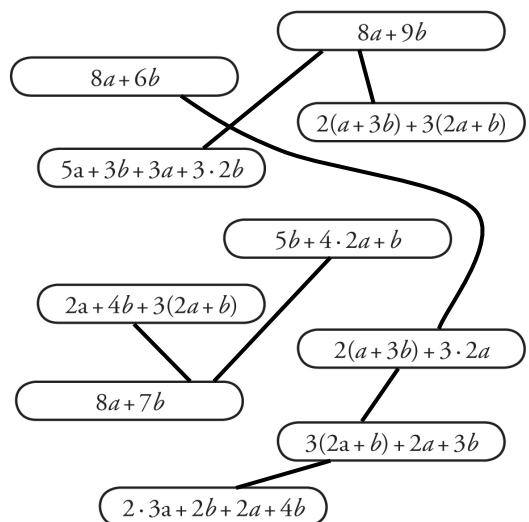 8a + 9b
8a + 6b
2(a + 3b) + 3(2a + b)
5a + 3b + 3a + 3 · 2b
5b + 4 · 2a + b
2a + 4b + 3(2a + b)
2(a + 3b) + 3 · 2a
8a + 7b
3(2a + b) + 2a + 3b
2 · 3a + 2b + 2a + 4b